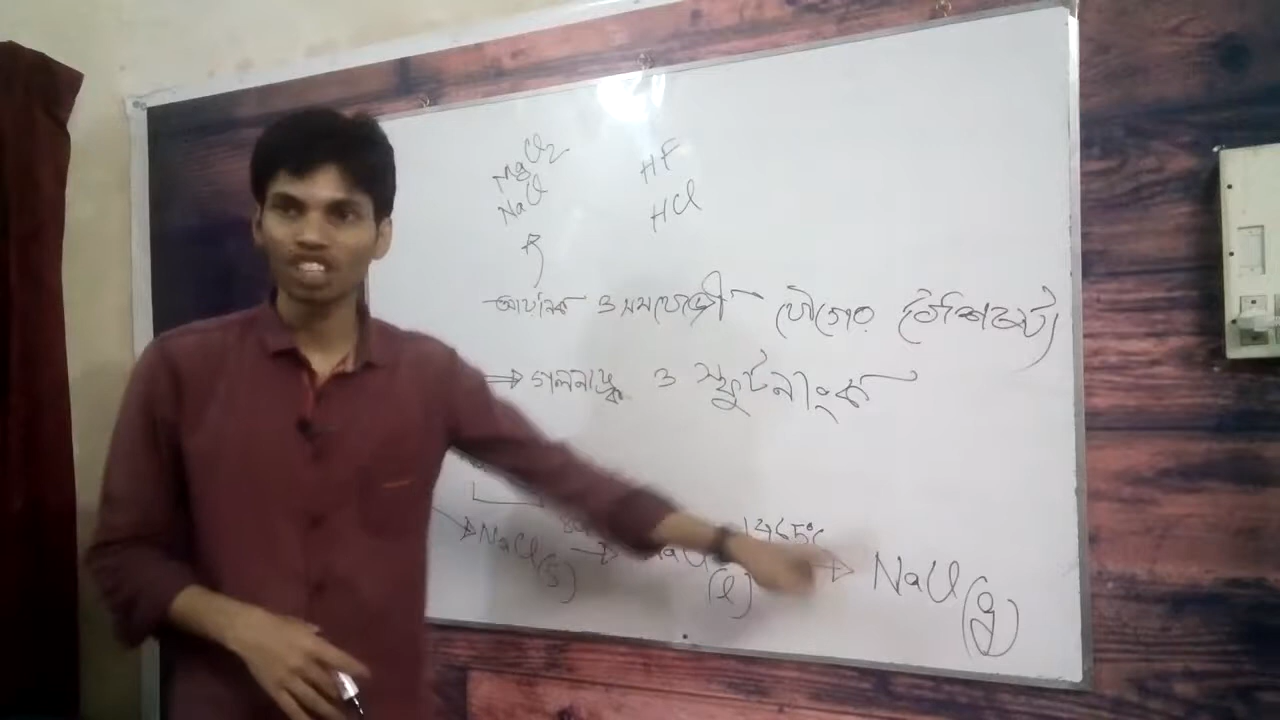 MgCl2 HF
NaCl HCl
R
আয়নিক ও সমযোজী যৌগের বৈশিষ্ট্য
⇒ গলনাঙ্ক ও স্ফুটনাংক
NaCl(s) → NaCl (l) 1465°c → NaCl(g)